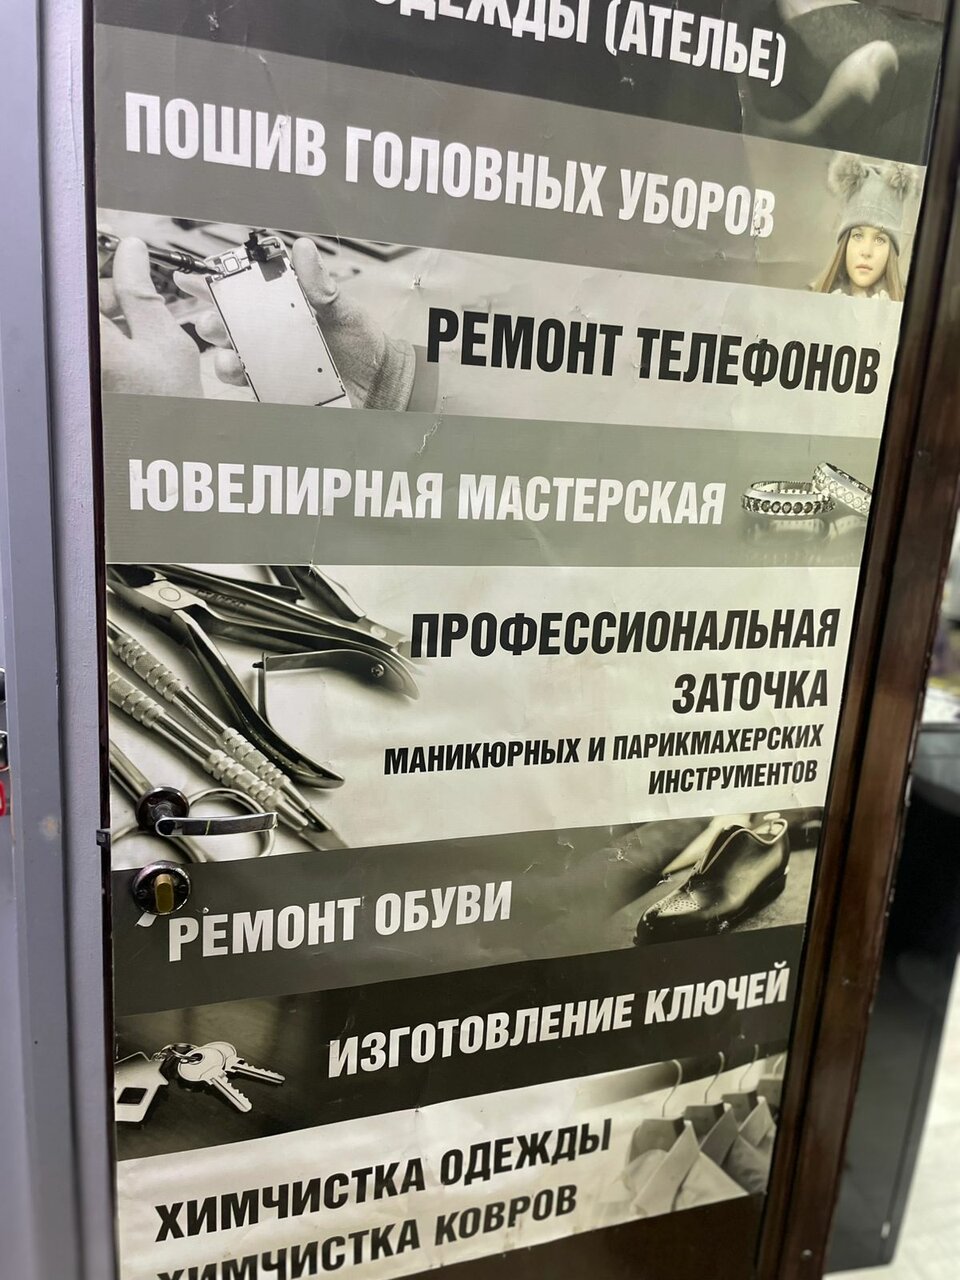 ОДЕЖДЫ (АТЕЛЬЕ)
ПОШИВ ГОЛОВНЫХ УБОРОВ
РЕМОНТ ТЕЛЕФОНОВ
ЮВЕЛИРНАЯ МАСТЕРСКАЯ
ПРОФЕССИОНАЛЬНАЯ
ЗАТОЧКА
МАНИКЮРНЫХ И ПАРИКМАХЕРСКИХ
ИНСТРУМЕНТОВ
РЕМОНТ ОБУВИ
ИЗГОТОВЛЕНИЕ КЛЮЧЕЙ
ХИМЧИСТКА ОДЕЖДЫ
ХИМЧИСТКА КОВРОВ